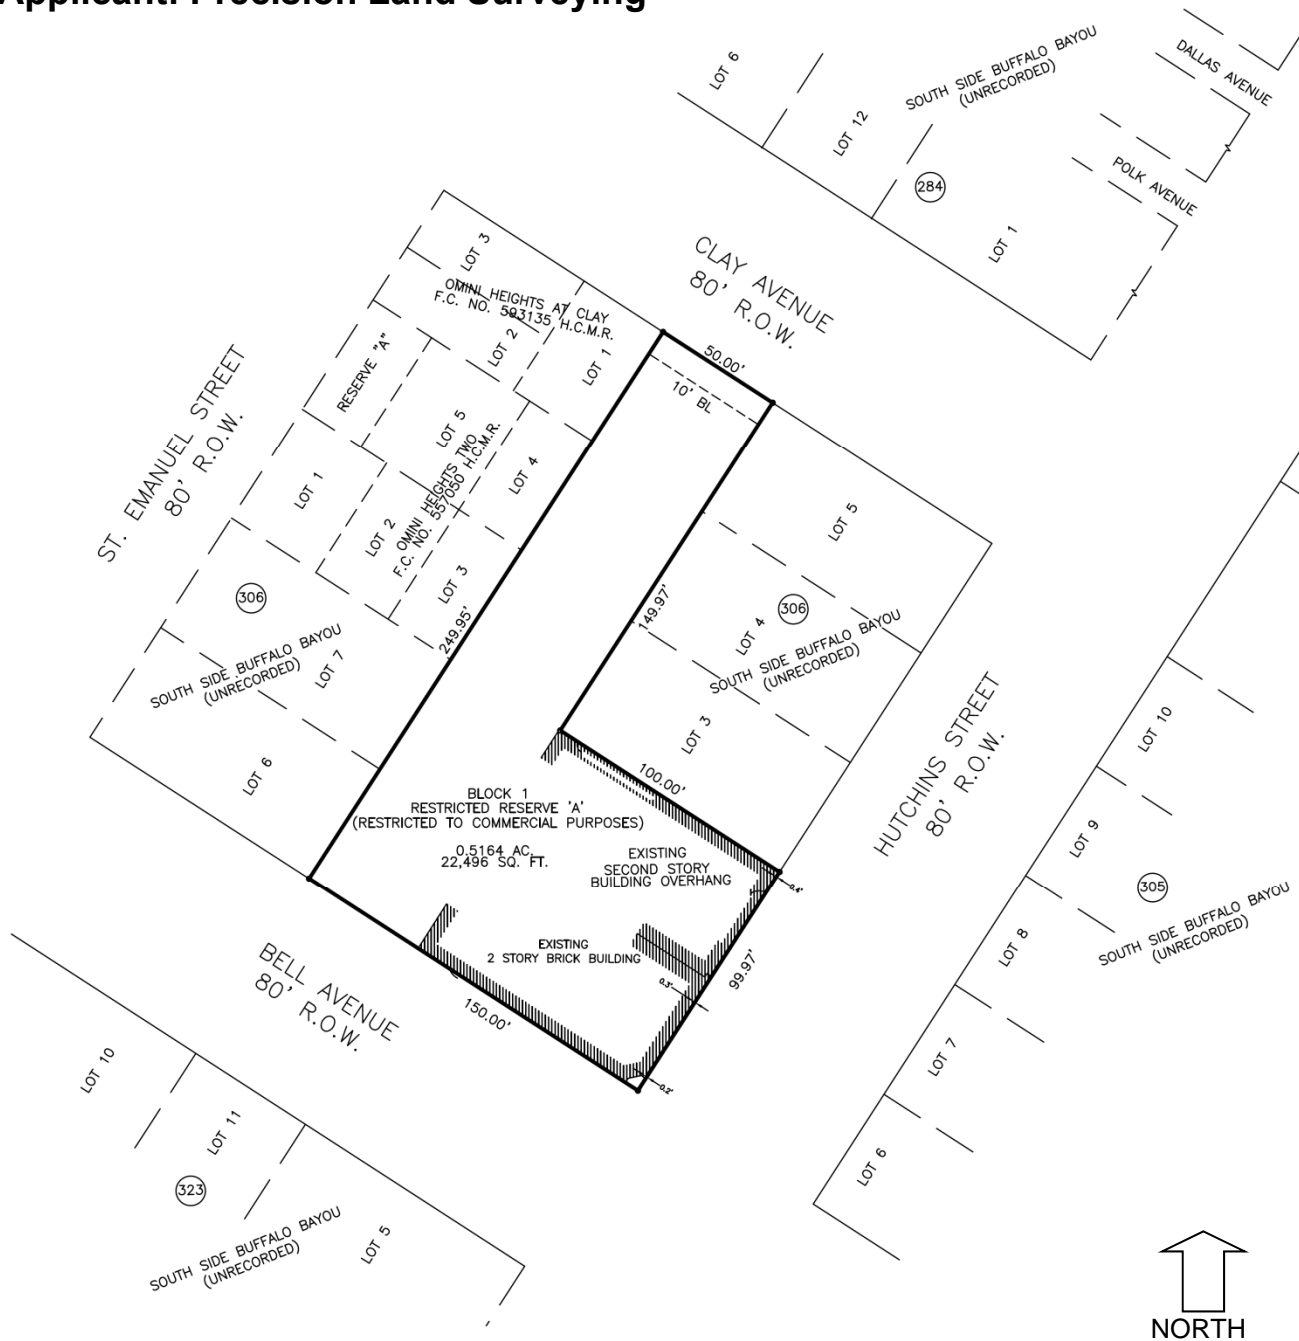 Applicant: Precision Land Surveying
LOT 6
LOT 12
SOUTH SIDE BUFFALO BAYOU
(UNRECORDED)
DALLAS AVENUE
284
POLK AVENUE
LOT 1
CLAY AVENUE
80' R.O.W.
LOT 3
OMINI HEIGHTS AT CLAY
F.C. NO. 593135 H.C.M.R.
LOT 2
LOT 1
RESERVE "A"
50.00'
10' BL
ST. EMANUEL STREET
80' R.O.W.
LOT 5
OMINI HEIGHTS TWO
F.C. NO. 557050 H.C.M.R.
LOT 4
LOT 1
LOT 2
LOT 3
249.95'
149.97'
306
SOUTH SIDE BUFFALO BAYOU
(UNRECORDED)
LOT 7
LOT 6
LOT 5
306
LOT 4
SOUTH SIDE BUFFALO BAYOU
(UNRECORDED)
LOT 3
HUTCHINS STREET
80' R.O.W.
100.00'
BLOCK 1
RESTRICTED RESERVE 'A'
(RESTRICTED TO COMMERCIAL PURPOSES)
0.5164 AC.
22,496 SQ. FT.
EXISTING
SECOND STORY
BUILDING OVERHANG
0.4'
EXISTING
2 STORY BRICK BUILDING
0.3'
99.97'
150.00'
0.2'
BELL AVENUE
80' R.O.W.
LOT 10
LOT 9
305
SOUTH SIDE BUFFALO BAYOU
(UNRECORDED)
LOT 8
LOT 7
LOT 6
LOT 10
LOT 11
323
SOUTH SIDE BUFFALO BAYOU
(UNRECORDED)
LOT 5
NORTH